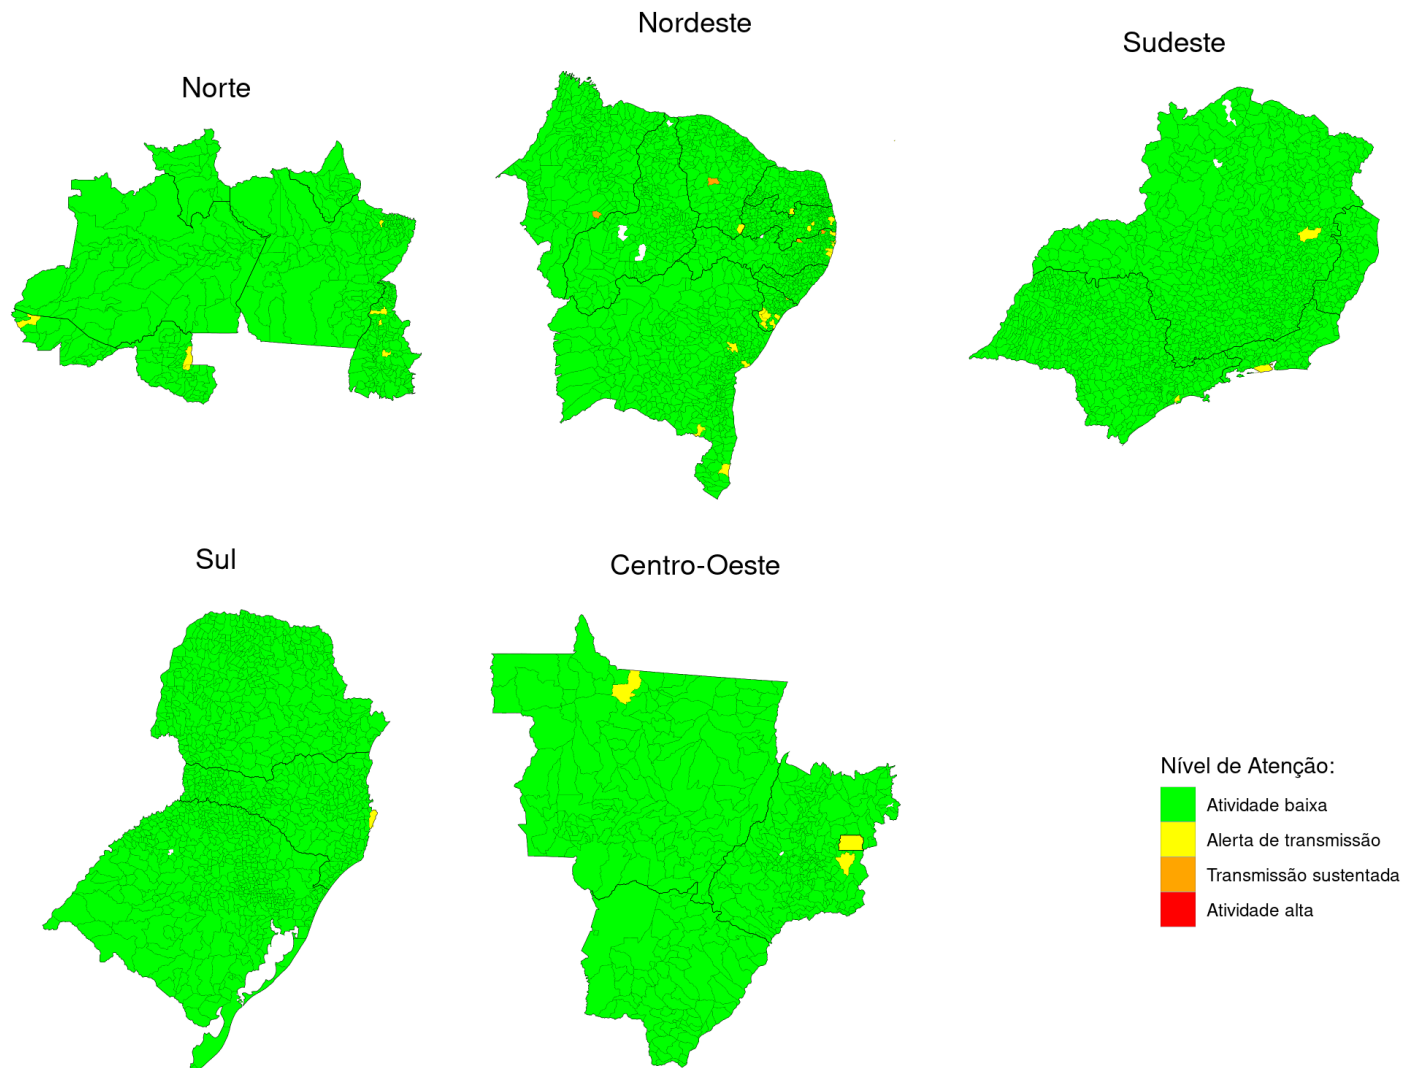 Nordeste
Sudeste
Norte
Sul
Centro-Oeste
Nível de Atenção:
Atividade baixa
Alerta de transmissão
Transmissão sustentada
Atividade alta